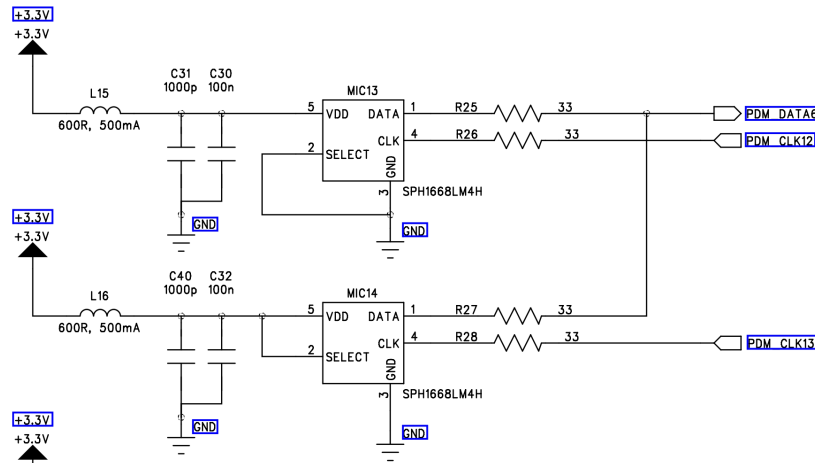 +3.3V
+3.3V
L15
600R, 500mA
C31 C30
1000p 100n
MIC13
5 VDD DATA 1 R25 33 PDM_DATA6
CLK 4 R26 33 PDM_CLK12
2 SELECT
GND
3 SPH1668LM4H
GND
GND
+3.3V
+3.3V
L16
600R, 500mA
C40 C32
1000p 100n
MIC14
5 VDD DATA 1 R27 33
CLK 4 R28 33 PDM_CLK13
2 SELECT
GND
3 SPH1668LM4H
GND
GND
+3.3V
+3.3V